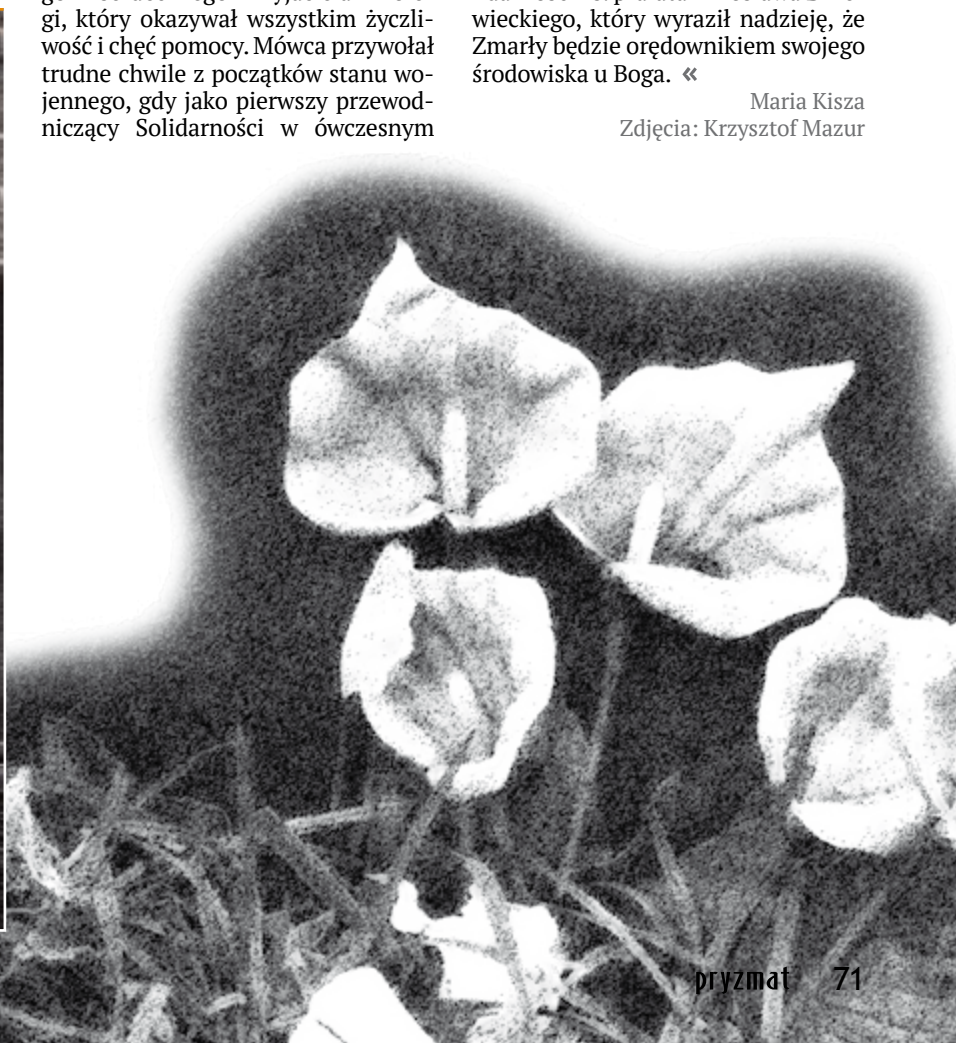 gi, który okazywał wszystkim życzli-
wość i chęć pomocy. Mówca przywołał
trudne chwile z początków stanu wo-
jennego, gdy jako pierwszy przewod-
niczący Solidarności w ówczesnym
wieckiego, który wyraził nadzieję, że
Zmarły będzie orędownikiem swojego
środowiska u Boga. «
Maria Kisza
Zdjęcia: Krzysztof Mazur
pryzmat 71